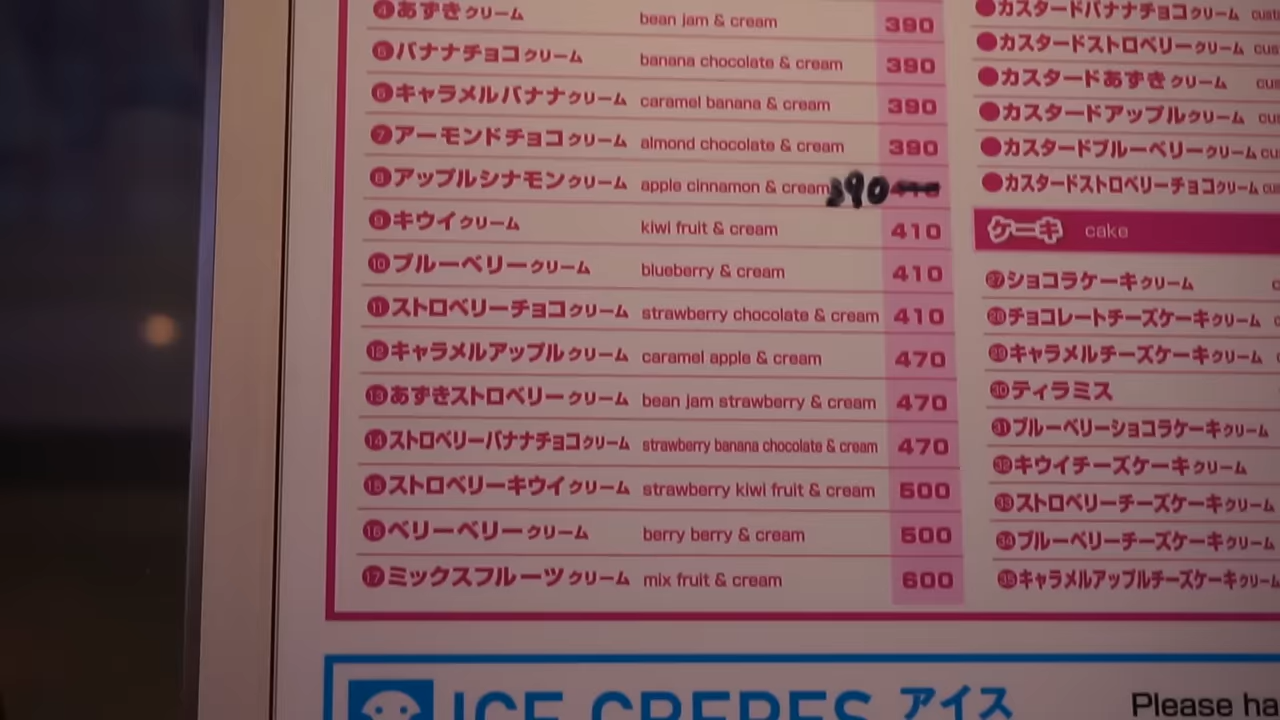 ④あずきクリーム bean jam & cream 390
⑤バナナチョコクリーム banana chocolate & cream 390
⑥キャラメルバナナクリーム caramel banana & cream 390
⑦アーモンドチョコクリーム almond chocolate & cream 390
⑧アップルシナモンクリーム apple cinnamon & cream 390 410
⑨キウイクリーム kiwi fruit & cream 410
⑩ブルーベリークリーム blueberry & cream 410
⑪ストロベリーチョコクリーム strawberry chocolate & cream 410
⑫キャラメルアップルクリーム caramel apple & cream 470
⑬あずきストロベリークリーム bean jam strawberry & cream 470
⑭ストロベリーバナナチョコクリーム strawberry banana chocolate & cream 470
⑮ストロベリーキウイクリーム strawberry kiwi fruit & cream 500
⑯ベリーベリークリーム berry berry & cream 500
⑰ミックスフルーツクリーム mix fruit & cream 600
カスタードバナナチョコクリーム
カスタードストロベリークリーム
カスタードあずきクリーム
カスタードアップルクリーム
カスタードブルーベリークリーム
カスタードストロベリーチョコクリーム
ケーキ cake
㉗ショコラケーキクリーム
㉘チョコレートチーズケーキクリーム
㉙キャラメルチーズケーキクリーム
㉚ティラミス
㉛ブルーベリーショコラケーキクリーム
㉜キウイチーズケーキクリーム
㉝ストロベリーチーズケーキクリーム
㉞ブルーベリーチーズケーキクリーム
㉟キャラメルアップルチーズケーキクリーム
ICE CREPES アイス
Please